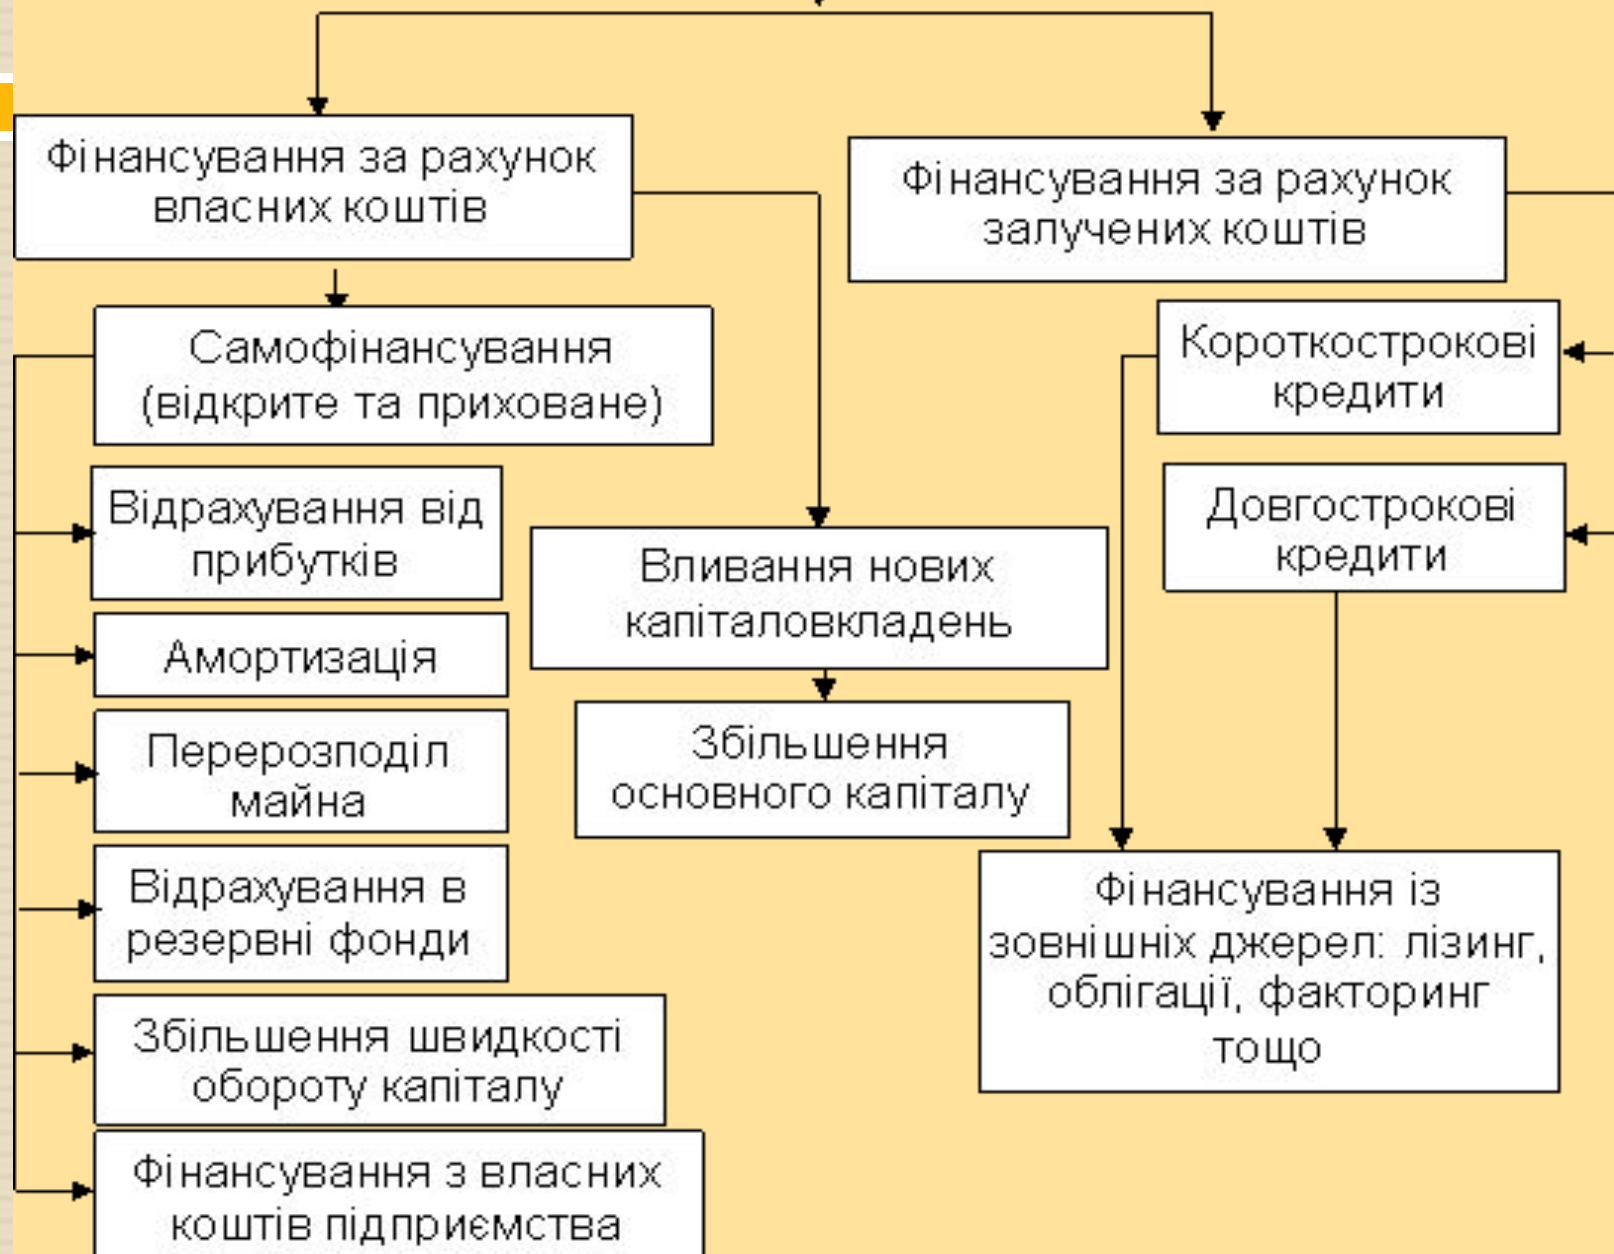 Фінансування за рахунок
власних коштів
Фінансування за рахунок
залучених коштів
Самофінансування
(відкрите та приховане)
Короткострокові
кредити
Довгострокові
кредити
Відрахування від
прибутків
Вливання нових
капіталовкладень
Амортизація
Перерозподіл
майна
Збільшення
основного капіталу
Відрахування в
резервні фонди
Фінансування із
зовнішніх джерел: лізинг,
облігації, факторинг
тощо
Збільшення швидкості
обороту капіталу
Фінансування з власних
коштів підприємства